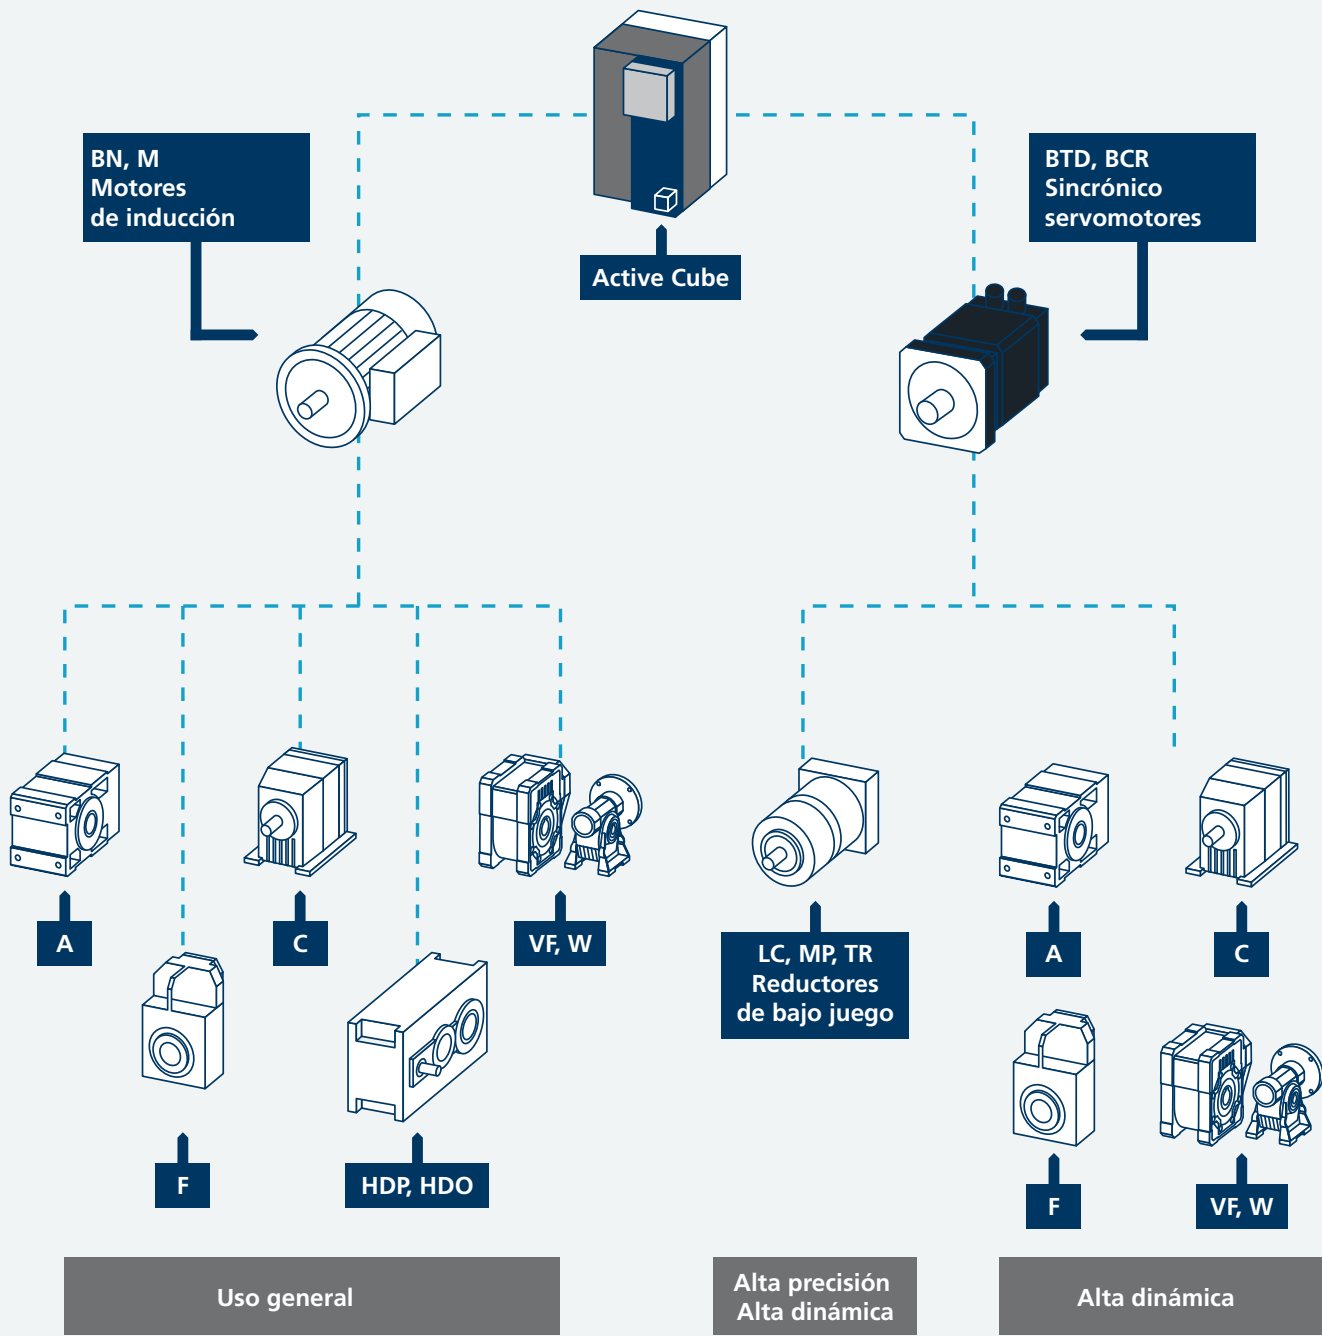 BN, M
Motores
de inducción
Active Cube
BTD, BCR
Sincrónico
servomotores
A
C
VF, W
F
HDP, HDO
LC, MP, TR
Reductores
de bajo juego
A
C
F
VF, W
Uso general
Alta precisión
Alta dinámica
Alta dinámica